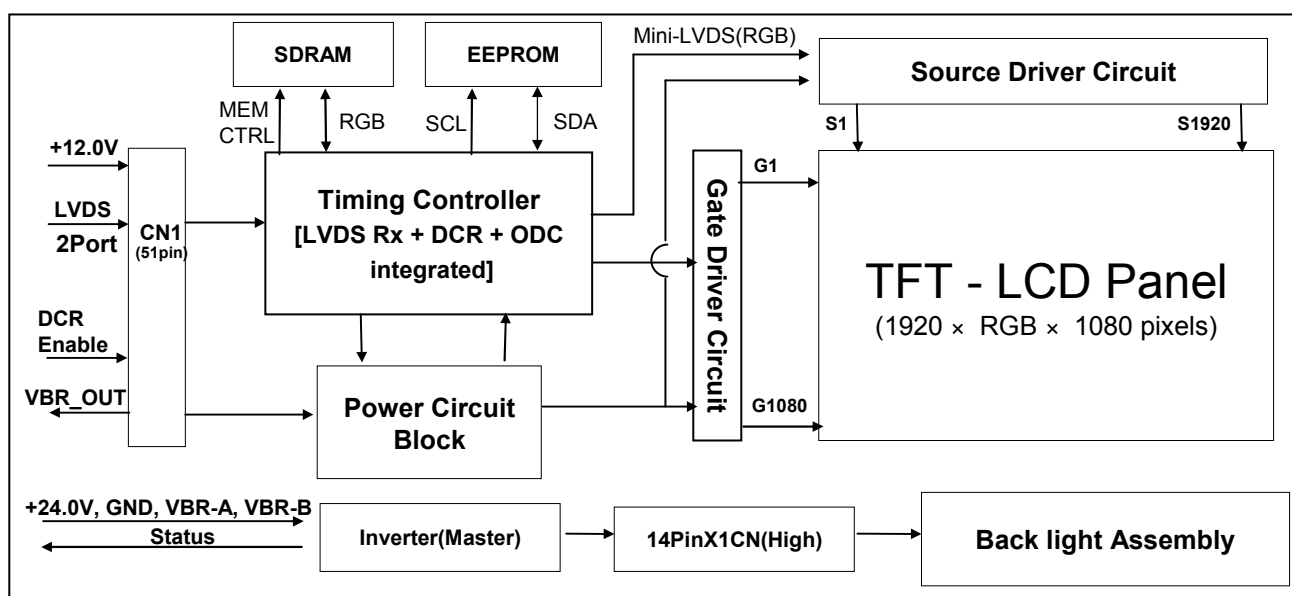 SDRAM
EEPROM
Mini-LVDS(RGB)
Source Driver Circuit
MEM
CTRL
RGB
SCL
SDA
S1
S1920
+12.0V
LVDS
2Port
CN1
(51pin)
DCR
Enable
VBR_OUT
Timing Controller
[LVDS Rx + DCR + ODC
integrated]
Power Circuit
Block
Gate Driver Circuit
G1
G1080
TFT - LCD Panel
(1920 × RGB × 1080 pixels)
+24.0V, GND, VBR-A, VBR-B
Status
Inverter(Master)
14PinX1CN(High)
Back light Assembly